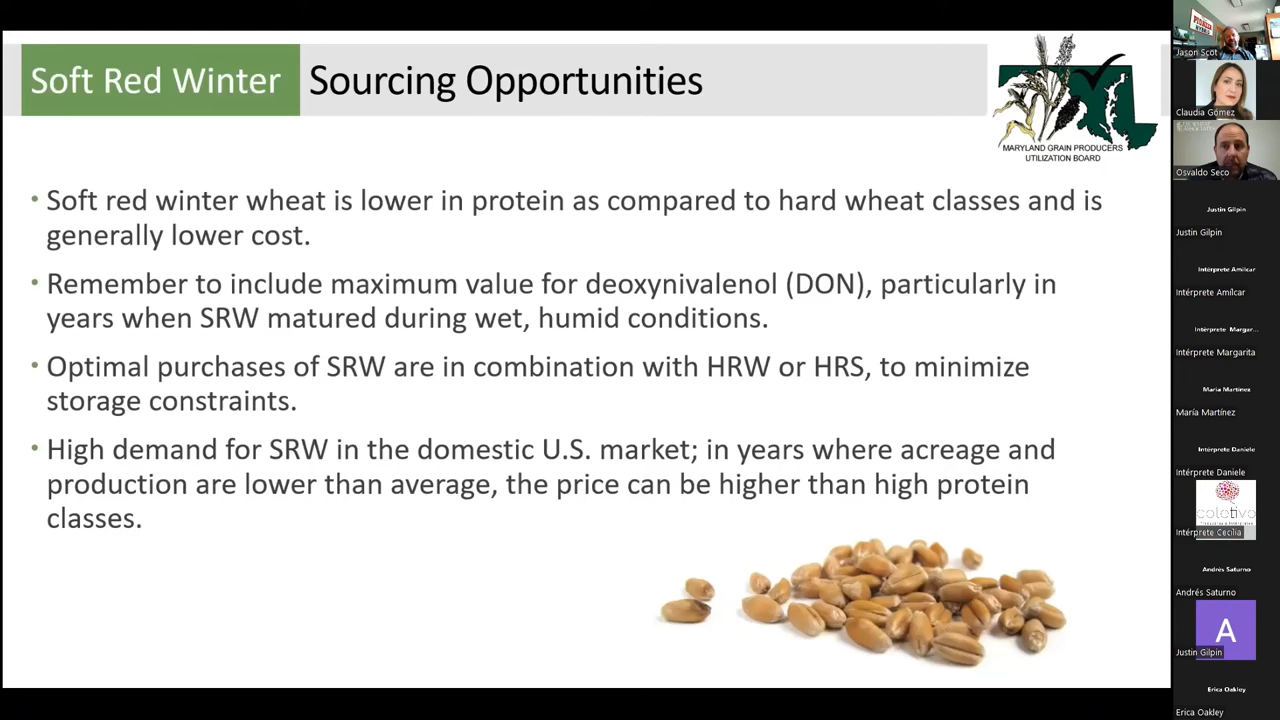 Soft Red Winter Sourcing Opportunities
MARYLAND GRAIN PRODUCERS
UTILIZATION BOARD
• Soft red winter wheat is lower in protein as compared to hard wheat classes and is
generally lower cost.
• Remember to include maximum value for deoxynivalenol (DON), particularly in
years when SRW matured during wet, humid conditions.
• Optimal purchases of SRW are in combination with HRW or HRS, to minimize
storage constraints.
• High demand for SRW in the domestic U.S. market; in years where acreage and
production are lower than average, the price can be higher than high protein
classes.
PIONEER
Jason Scot
Claudia Gómez
Osvaldo Seco
Justin Gilpin
Justin Gilpin
Intérprete Amílcar
Intérprete Amílcar
Intérprete Margar...
Intérprete Margarita
María Martínez
María Martínez
Intérprete Daniele
Intérprete Daniele
coletivo
Intérprete Cecília
Andrés Saturno
Andrés Saturno
A
Justin Gilpin
Erica Oakley
Erica Oakley